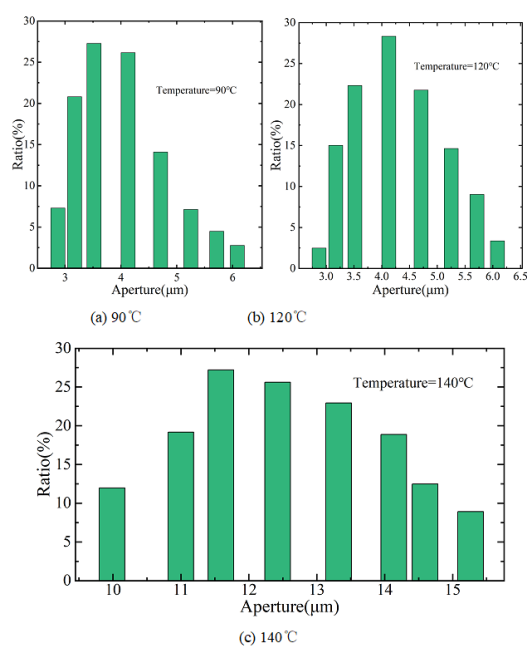 30
25
20
15
10
5
0
Ratio(%)
Temperature=90℃
3 4 5 6
Aperture(μm)
(a) 90℃
30
25
20
15
10
5
0
Ratio(%)
Temperature=120℃
3.0 3.5 4.0 4.5 5.0 5.5 6.0 6.5
Aperture(μm)
(b) 120℃
30
25
20
15
10
5
0
Ratio(%)
Temperature=140℃
10 11 12 13 14 15
Aperture(μm)
(c) 140℃